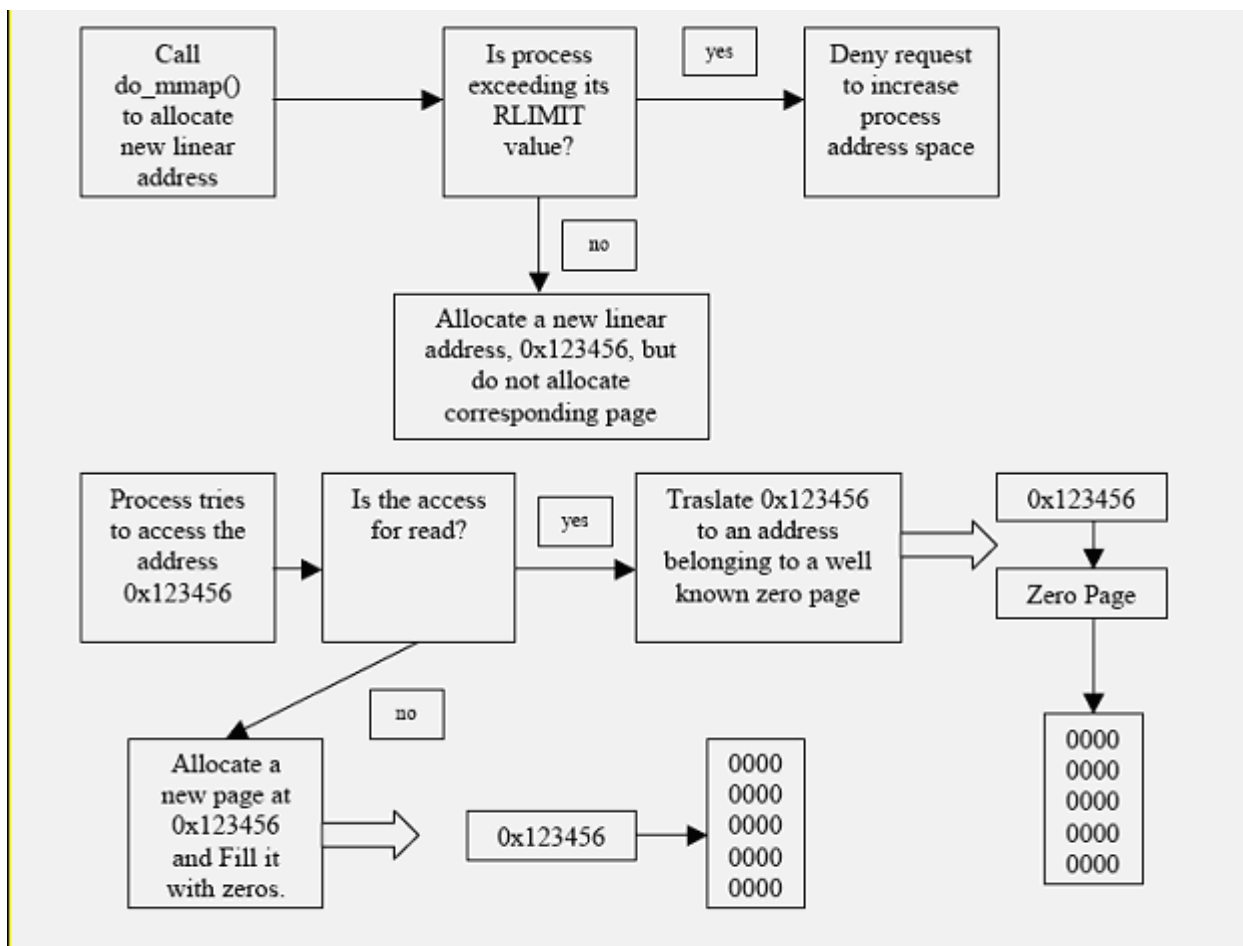 Call
do_mmap()
to allocate
new linear
address
Is process
exceeding its
RLIMIT
value?
yes
Deny request
to increase
process
address space
no
Allocate a new linear
address, 0x123456, but
do not allocate
corresponding page
Process tries
to access the
address
0x123456
Is the access
for read?
yes
Traslate 0x123456
to an address
belonging to a well
known zero page
0x123456
Zero Page
no
Allocate a
new page at
0x123456
and Fill it
with zeros.
0x123456
0000
0000
0000
0000
0000
0000
0000
0000
0000
0000